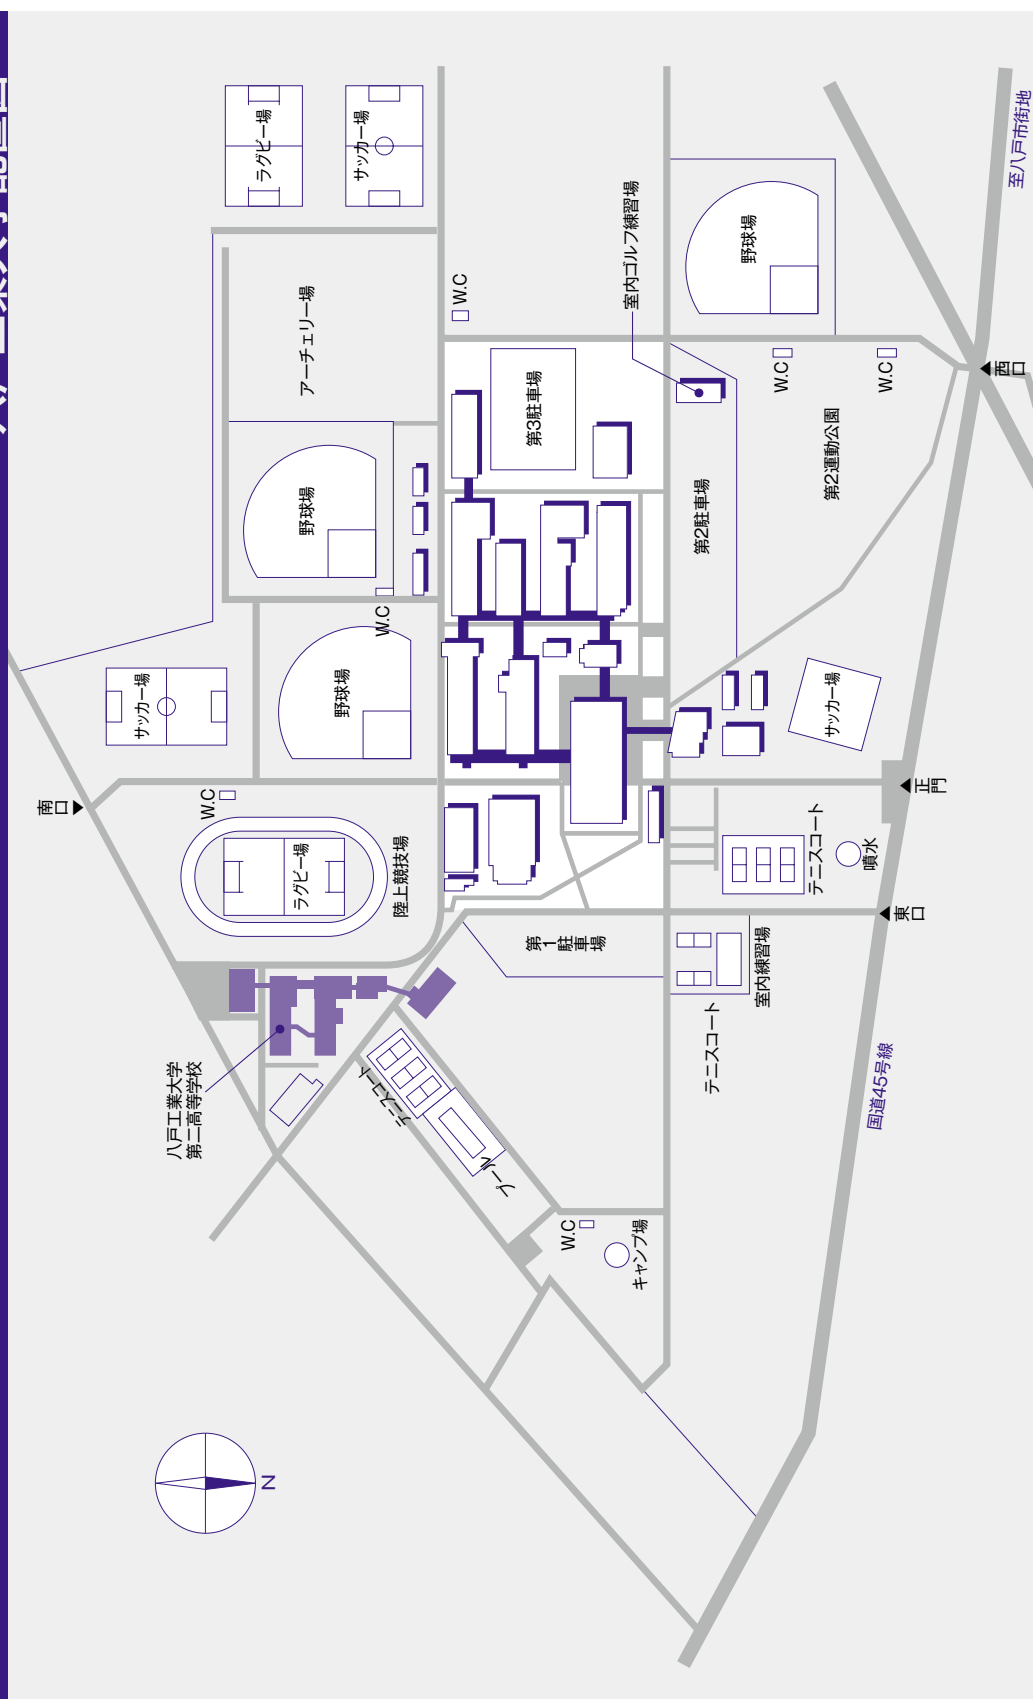 ラグビー場
サッカー場
至八戸市街地
室内ゴルフ練習場
野球場
アーチェリー場
W.C
西口
W.C
W.C
第3駐車場
第2運動公園
野球場
第2駐車場
W.C
サッカー場
野球場
サッカー場
正門
南口
W.C
ラグビー場
陸上競技場
テニスコート
噴水
東口
第1駐車場
室内練習場
テニスコート
八戸工業大学
第二高等学校
テニスコート
国道45号線
プール
W.C
キャンプ場
N